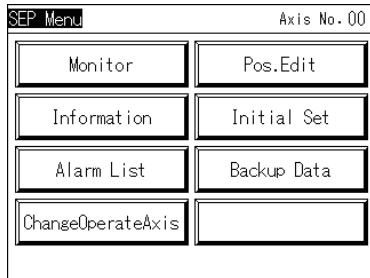 SEP Menu Axis No.00
Monitor Pos.Edit
Information Initial Set
Alarm List Backup Data
ChangeOperateAxis